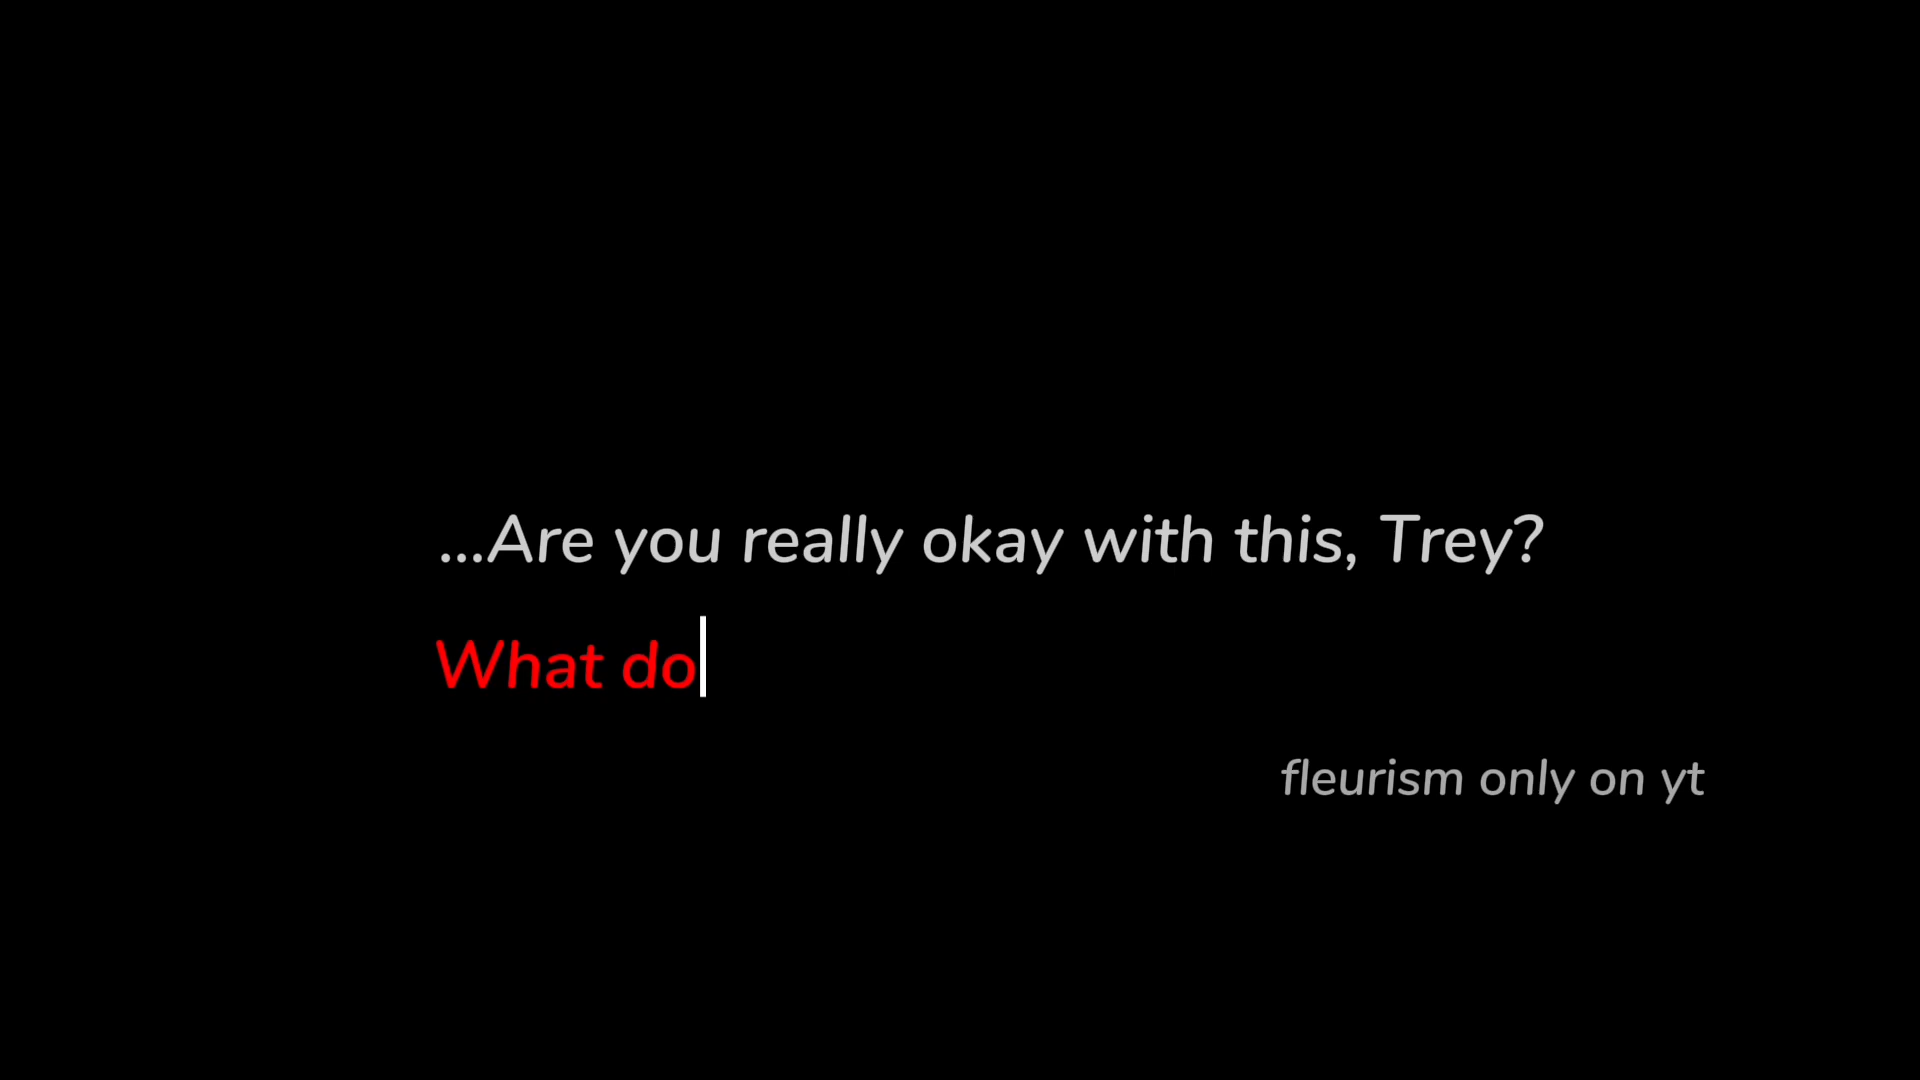 ...Are you really okay with this, Trey?
What do
fleurism only on yt